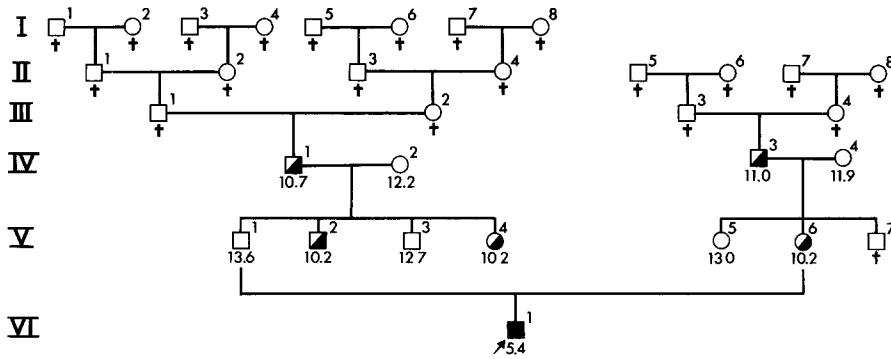 I 1 2 3 4 5 6 7 8
† † † † † † † †
II 1 2 3 4 5 6 7 8
† † † † † † † †
III 1 2 3 4
† † † †
IV 1 2 3 4
10.7 12.2 11.0 11.9
V 1 2 3 4 5 6 7
13.6 10.2 12.7 10.2 13.0 10.2 †
VI 1
5.4